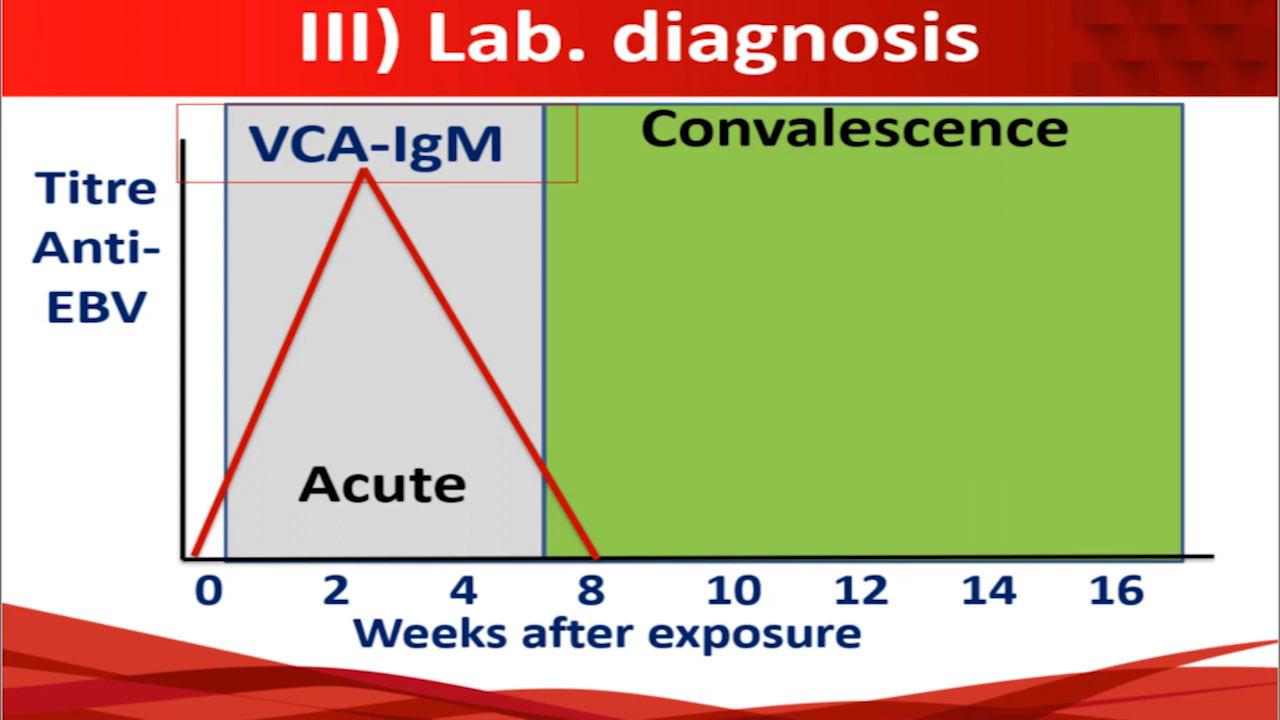 III) Lab. diagnosis
VCA-IgM
Convalescence
Titre
Anti-
EBV
Acute
0 2 4 8 10 12 14 16
Weeks after exposure